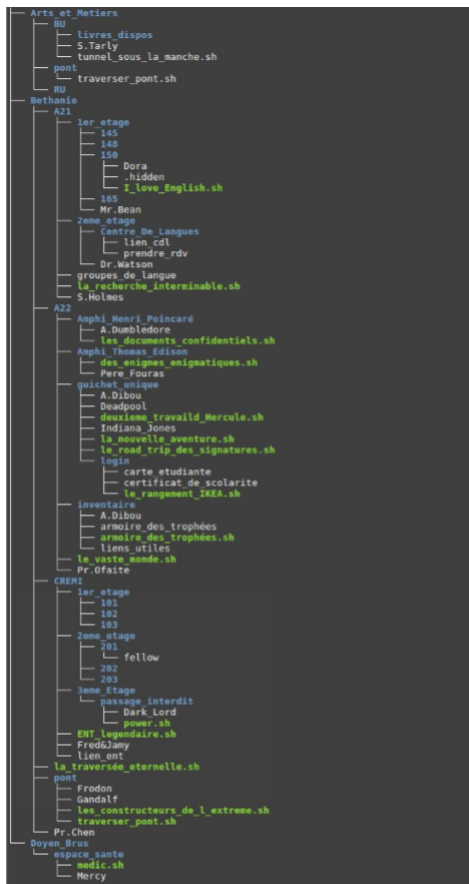 Arts_et_Metiers
BU
livres_dispos
S.Tarly
tunnel_sous_la_manche.sh
pont
traverser_pont.sh
RU
Bethanie
A21
1er_etage
145
148
150
Dora
.hidden
I_love_English.sh
165
Mr.Bean
2eme_etage
Centre_De_Langues
lien_cdl
prendre_rdv
Dr.Watson
groupes_de_langue
la_recherche_interminable.sh
S.Holmes
A22
Amphi_Henri_Poincaré
A.Dumbledore
les_documents_confidentiels.sh
Amphi_Thomas_Edison
des_enigmes_enigmatiques.sh
Pere_Fouras
guichet_unique
A.Dibou
Deadpool
deuxieme_travaild_Hercule.sh
Indiana_Jones
la_nouvelle_aventure.sh
le_road_trip_des_signatures.sh
login
carte_etudiante
certificat_de_scolarite
le_rangement_IKEA.sh
inventaire
A.Dibou
armoire_des_trophées
armoire_des_trophées.sh
liens_utiles
le_vaste_monde.sh
Pr.Ofaite
CREMI
1er_etage
101
102
103
2eme_etage
201
fellow
202
203
3eme_Etage
passage_interdit
Dark_Lord
power.sh
ENT_legendaire.sh
Fred&Jamy
lien_ent
la_traversée_eternelle.sh
pont
Frodon
Gandalf
les_constructeurs_de_l_extreme.sh
traverser_pont.sh
Pr.Chen
Doyen_Brus
espace_sante
medic.sh
Mercy